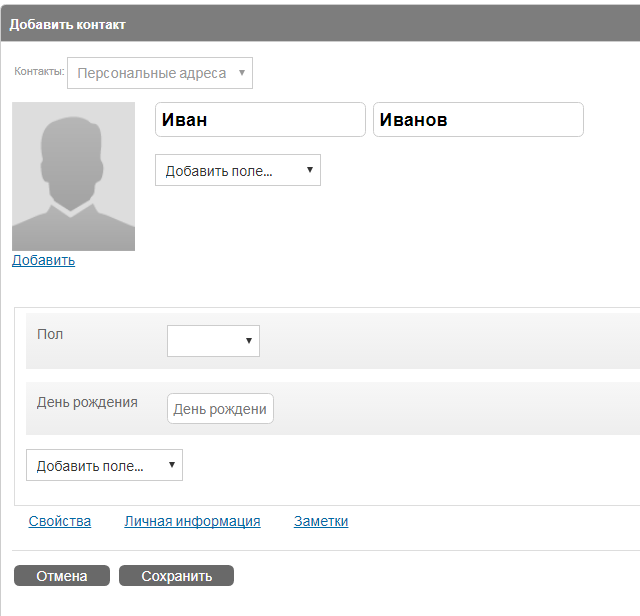 Добавить контакт
Контакты: Персональные адреса
Иван Иванов
Добавить поле...
Добавить
Пол
День рождения День рождени
Добавить поле...
Свойства Личная информация Заметки
Отмена Сохранить